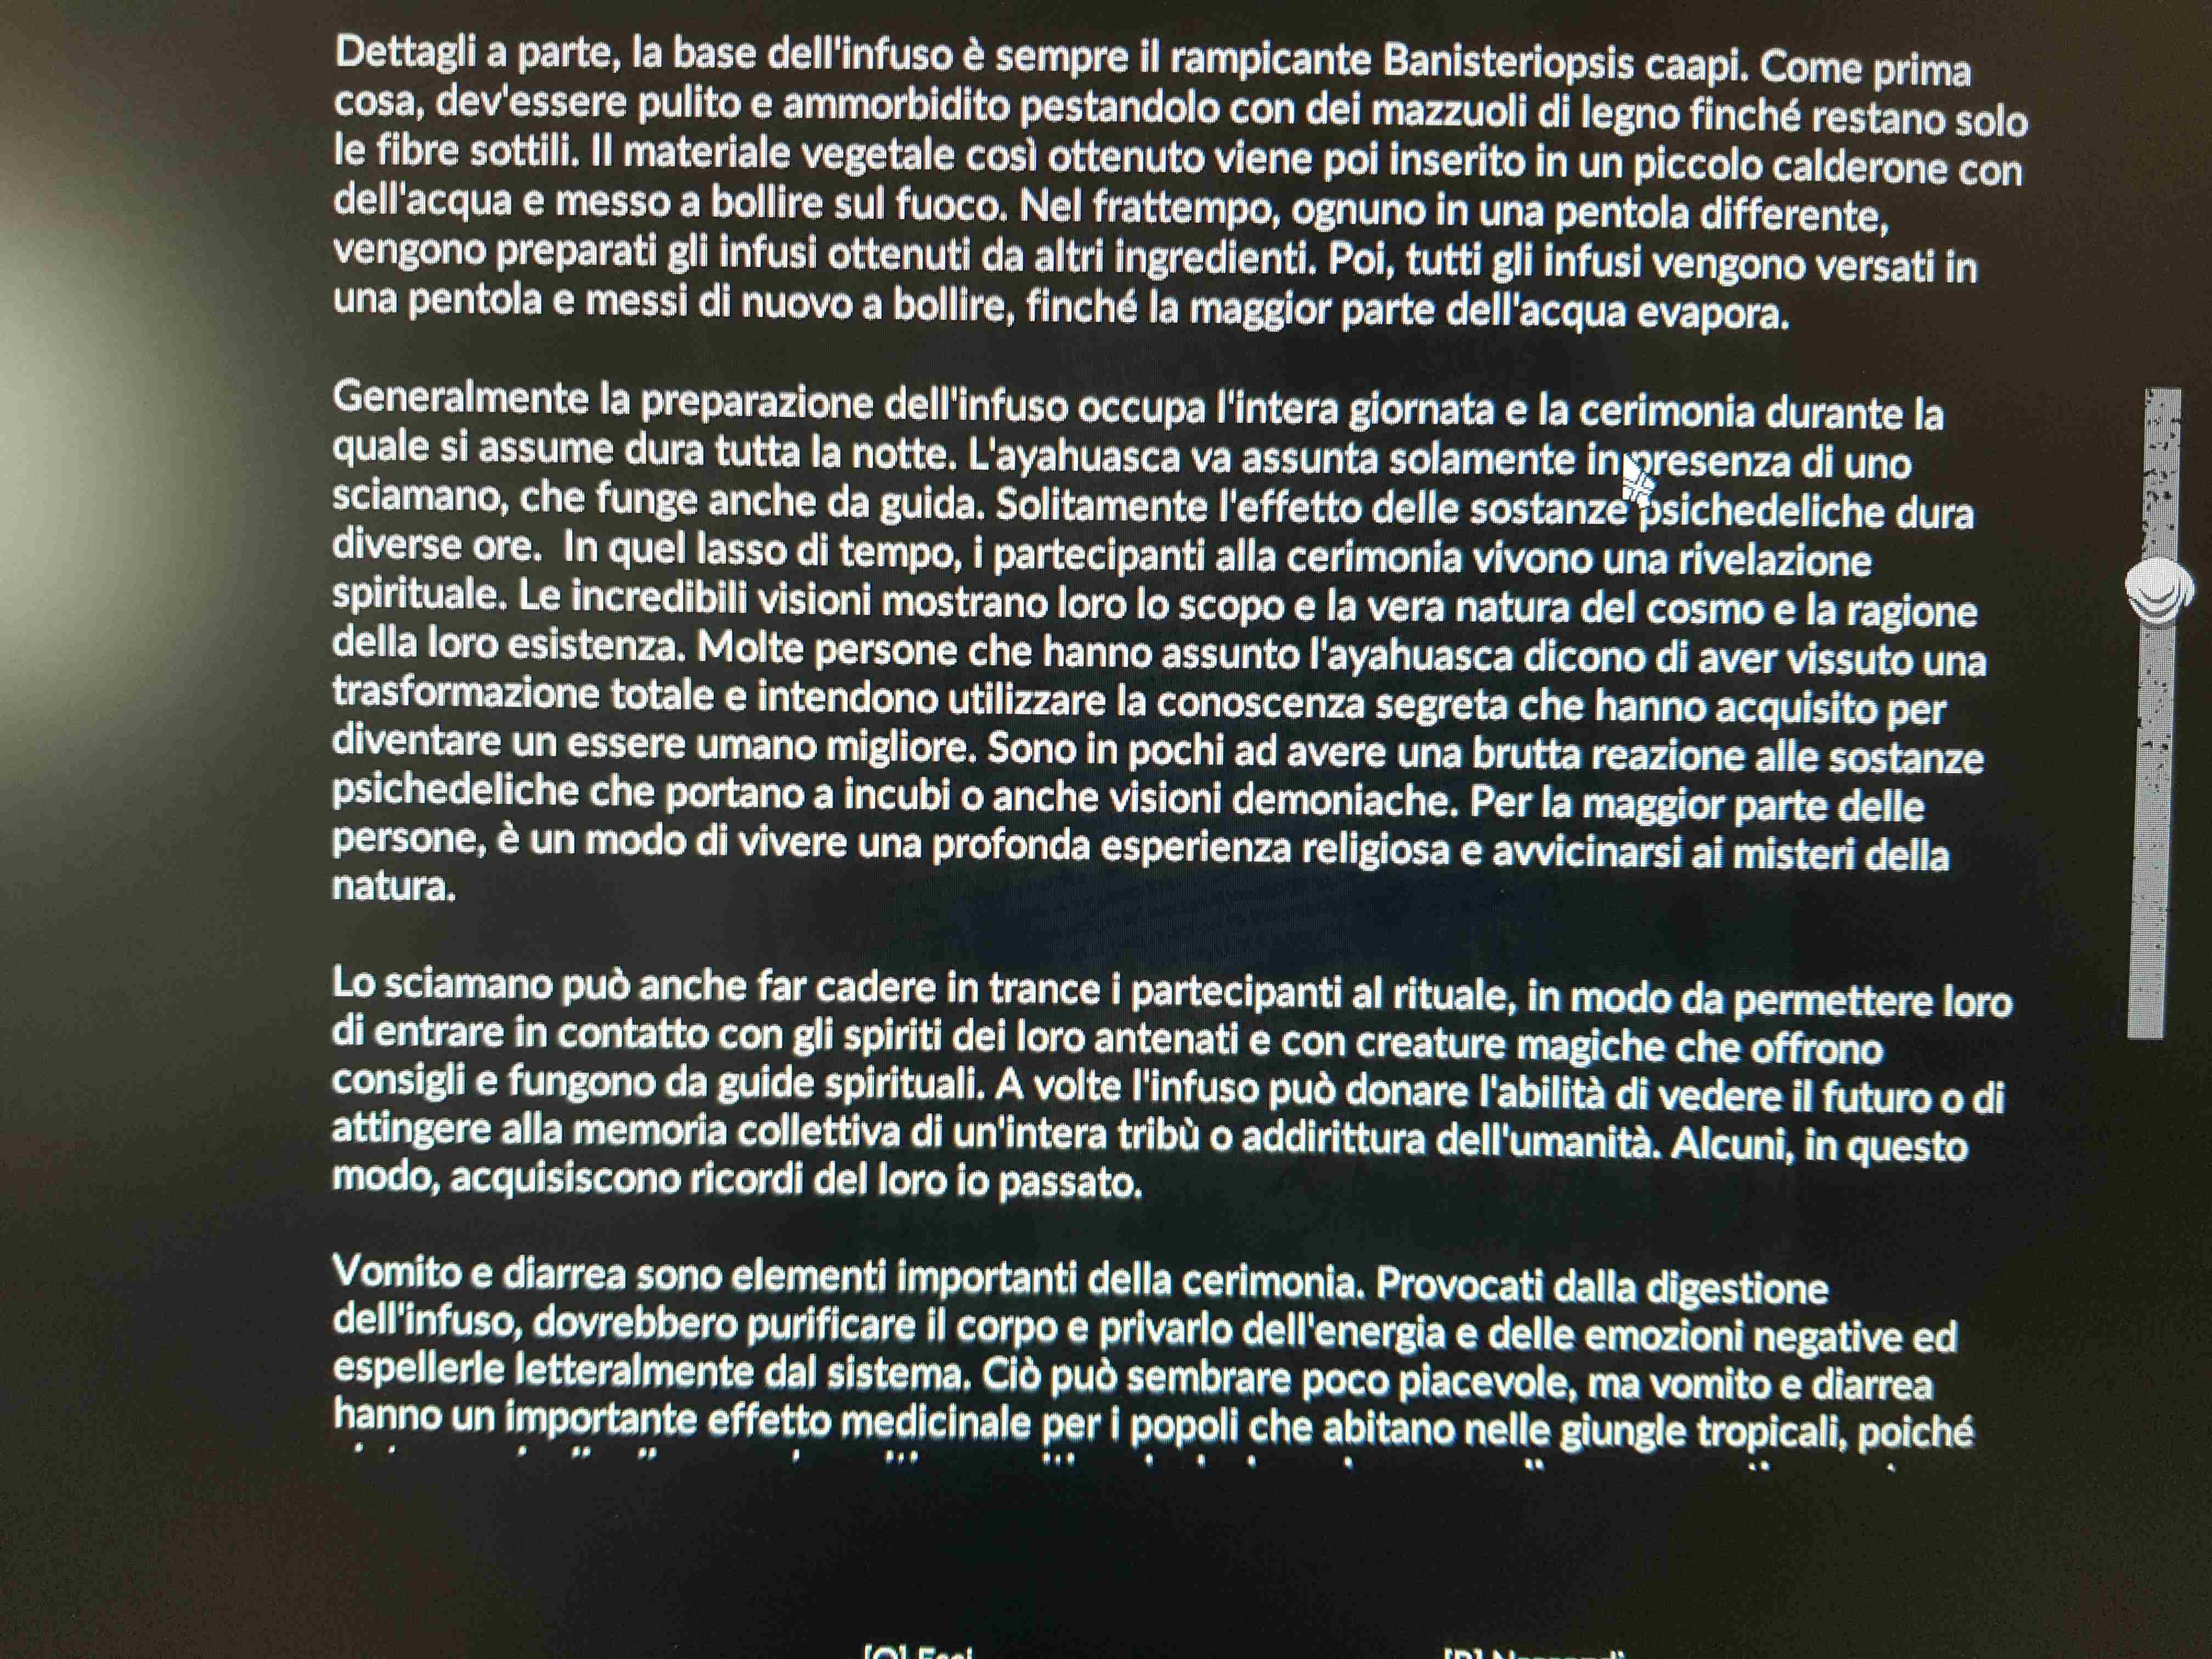 Dettagli a parte, la base dell'infuso è sempre il rampicante Banisteriopsis caapi. Come prima
cosa, dev'essere pulito e ammorbidito pestandolo con dei mazzuoli di legno finché restano solo
le fibre sottili. Il materiale vegetale così ottenuto viene poi inserito in un piccolo calderone con
dell'acqua e messo a bollire sul fuoco. Nel frattempo, ognuno in una pentola differente,
vengono preparati gli infusi ottenuti da altri ingredienti. Poi, tutti gli infusi vengono versati in
una pentola e messi di nuovo a bollire, finché la maggior parte dell'acqua evapora.
Generalmente la preparazione dell'infuso occupa l'intera giornata e la cerimonia durante la
quale si assume dura tutta la notte. L'ayahuasca va assunta solamente in presenza di uno
sciamano, che funge anche da guida. Solitamente l'effetto delle sostanze psichedeliche dura
diverse ore.  In quel lasso di tempo, i partecipanti alla cerimonia vivono una rivelazione
spirituale. Le incredibili visioni mostrano loro lo scopo e la vera natura del cosmo e la ragione
della loro esistenza. Molte persone che hanno assunto l'ayahuasca dicono di aver vissuto una
trasformazione totale e intendono utilizzare la conoscenza segreta che hanno acquisito per
diventare un essere umano migliore. Sono in pochi ad avere una brutta reazione alle sostanze
psichedeliche che portano a incubi o anche visioni demoniache. Per la maggior parte delle
persone, è un modo di vivere una profonda esperienza religiosa e avvicinarsi ai misteri della
natura.
Lo sciamano può anche far cadere in trance i partecipanti al rituale, in modo da permettere loro
di entrare in contatto con gli spiriti dei loro antenati e con creature magiche che offrono
consigli e fungono da guide spirituali. A volte l'infuso può donare l'abilità di vedere il futuro o di
attingere alla memoria collettiva di un'intera tribù o addirittura dell'umanità. Alcuni, in questo
modo, acquisiscono ricordi del loro io passato.
Vomito e diarrea sono elementi importanti della cerimonia. Provocati dalla digestione
dell'infuso, dovrebbero purificare il corpo e privarlo dell'energia e delle emozioni negative ed
espellerle letteralmente dal sistema. Ciò può sembrare poco piacevole, ma vomito e diarrea
hanno un importante effetto medicinale per i popoli che abitano nelle giungle tropicali, poiché